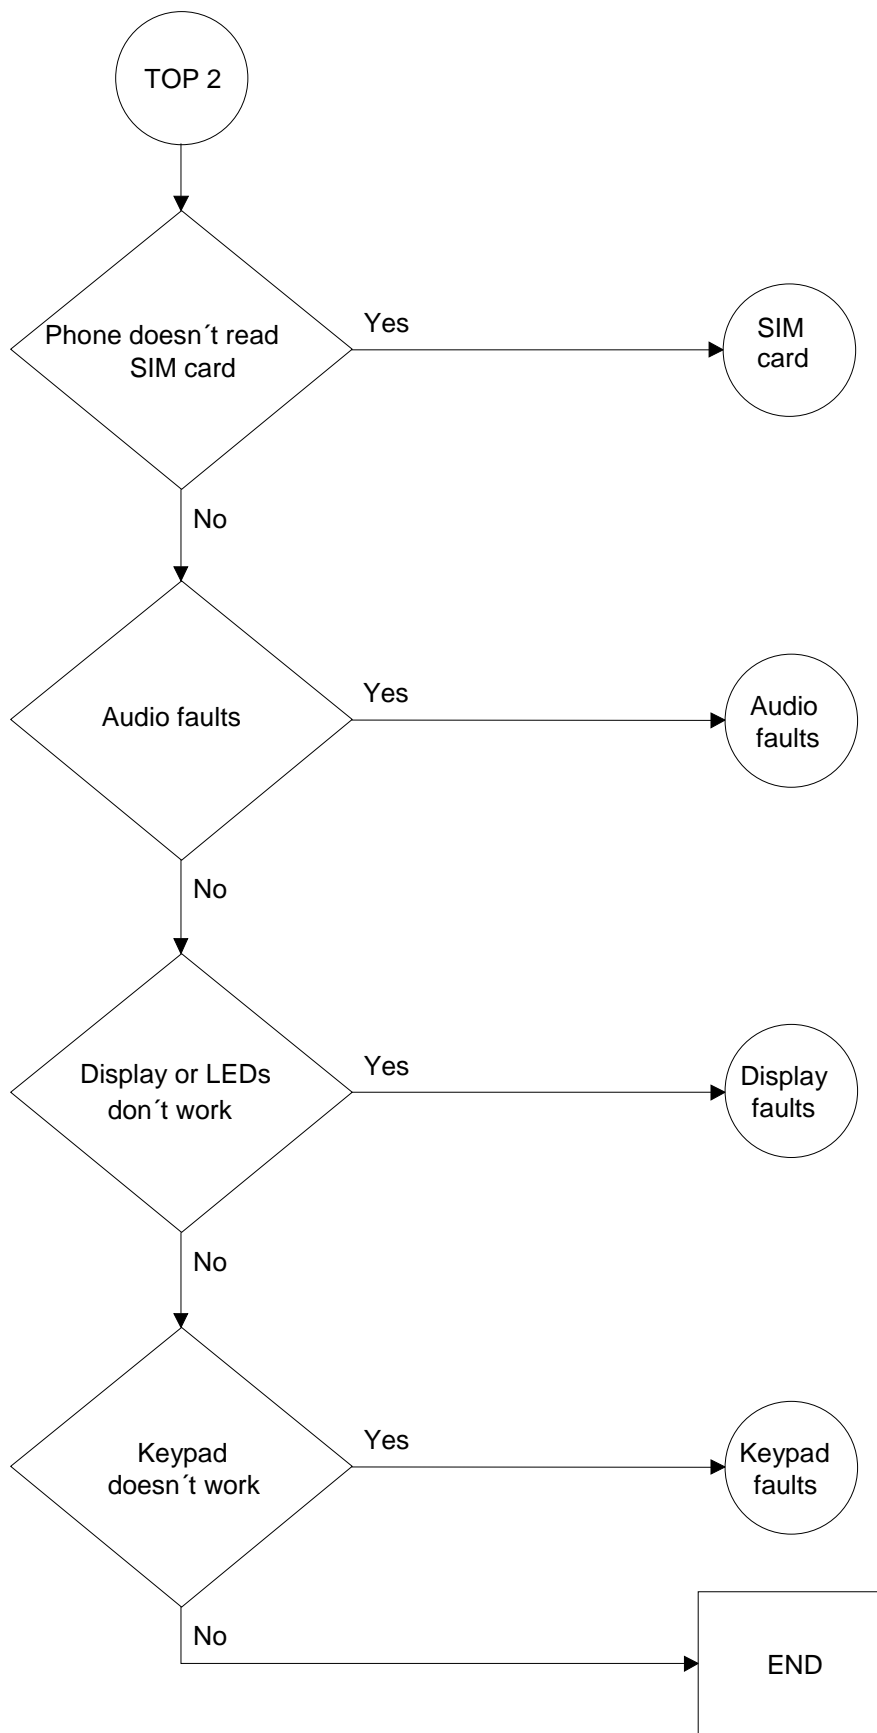 TOP 2
Phone doesn´t read
SIM card
Yes
SIM
card
No
Audio faults
Yes
Audio
faults
No
Display or LEDs
don´t work
Yes
Display
faults
No
Keypad
doesn´t work
Yes
Keypad
faults
No
END